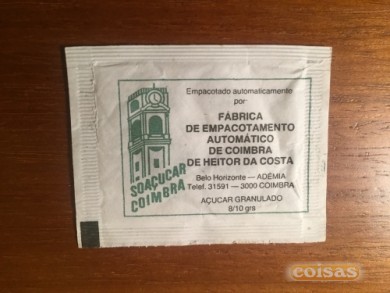 Empacotado automaticamente
por
FÁBRICA
DE EMPACOTAMENTO
AUTOMÁTICO
DE COIMBRA
DE HEITOR DA COSTA
Belo Horizonte — ADÉMIA
Telef. 31591 — 3000 COIMBRA
AÇUCAR GRANULADO
8/10 grs
SOAÇUCAR
COIMBRA
coisas